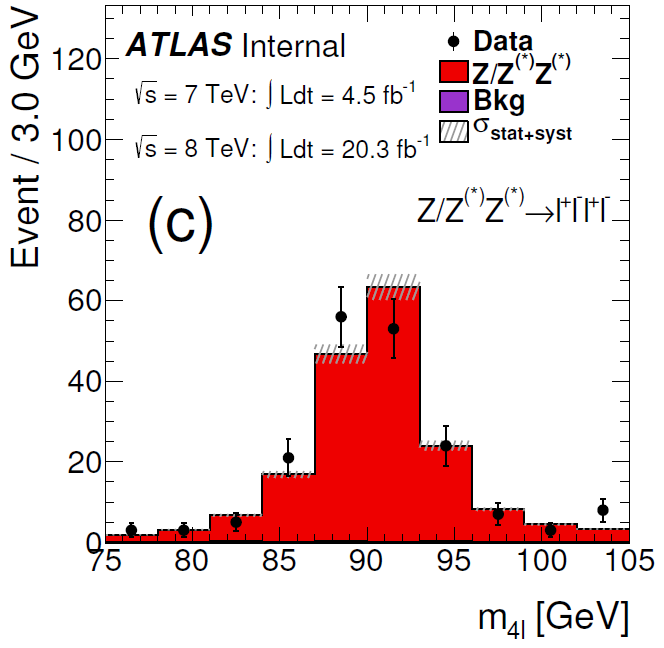 ATLAS Internal
√s = 7 TeV: ∫ Ldt = 4.5 fb⁻¹
√s = 8 TeV: ∫ Ldt = 20.3 fb⁻¹
Data
Z/Z⁽*⁾Z⁽*⁾
Bkg
σ stat+syst
(c)
Z/Z⁽*⁾Z⁽*⁾→l⁺l⁻l⁺l⁻
Event / 3.0 GeV
120
100
80
60
40
20
0
75 80 85 90 95 100 105
m4l [GeV]